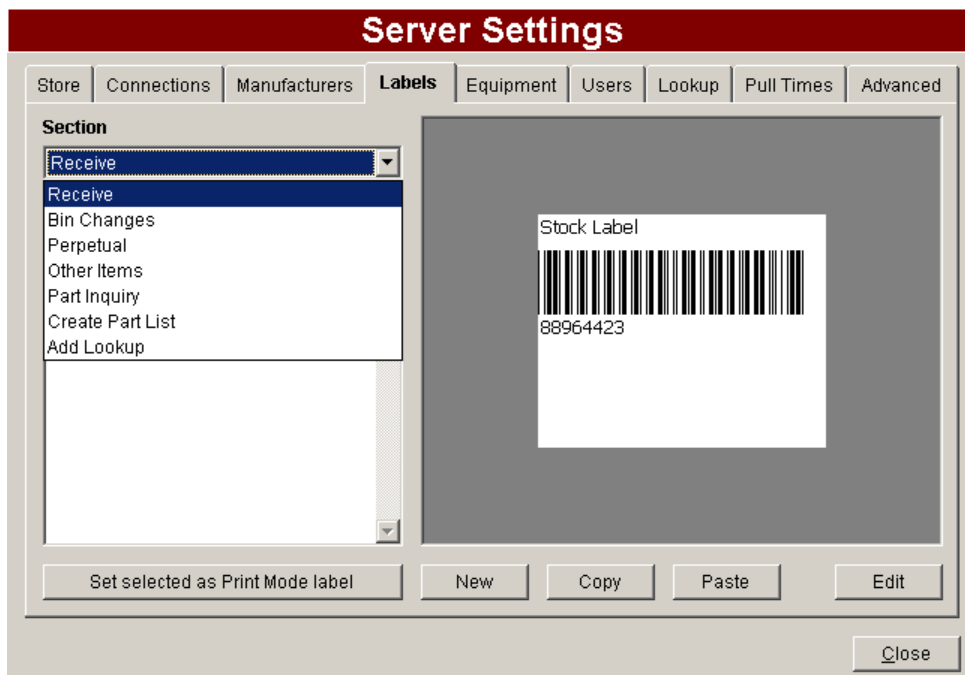 Server Settings
Store Connections Manufacturers Labels Equipment Users Lookup Pull Times Advanced
Section
Receive
Receive
Bin Changes
Perpetual
Other Items
Part Inquiry
Create Part List
Add Lookup
Stock Label
88964423
Set selected as Print Mode label New Copy Paste Edit
Close